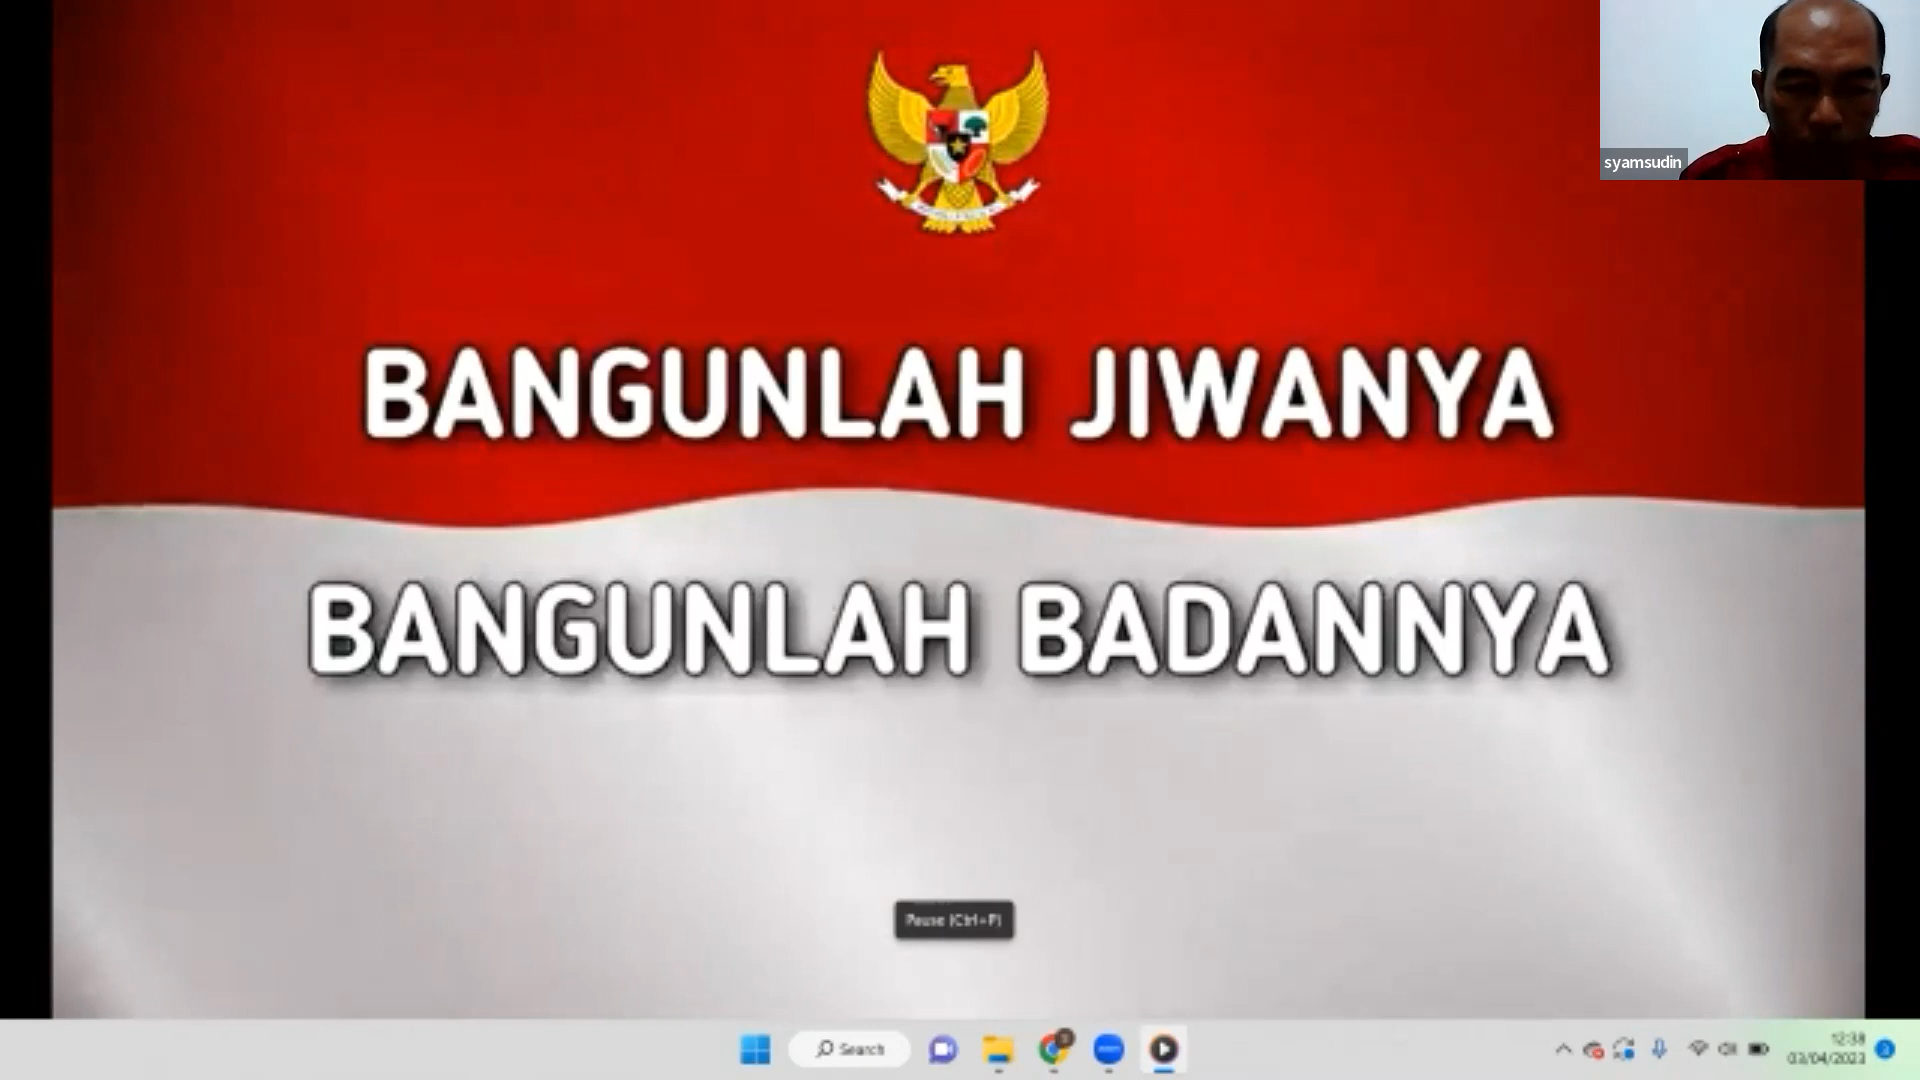 syamsudin
BANGUNLAH JIWANYA
BANGUNLAH BADANNYA
Pause (Ctrl+P)
Search
12:38
03/04/2023